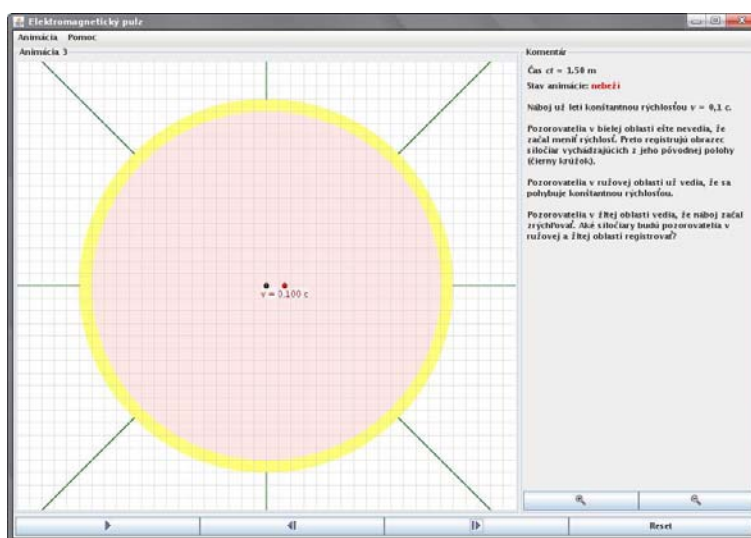 Elektromagnetický pulz
Animácia Pomoc
Animácia 3
v = 0,100 c
Komentár
Čas ct = 1.50 m
Stav animácie: nebeží
Náboj už letí konštantnou rýchlosťou v = 0,1 c.
Pozorovatelia v bielej oblasti ešte nevedia, že
začal meniť rýchlosť. Preto registrujú obrazec
siločiar vychádzajúcich z jeho pôvodnej polohy
(čierny krúžok).
Pozorovatelia v ružovej oblasti už vedia, že sa
pohybuje konštantnou rýchlosťou.
Pozorovatelia v žltej oblasti vedia, že náboj začal
zrýchľovať. Aké siločiary budú pozorovatelia v
ružovej a žltej oblasti registrovať?
Reset